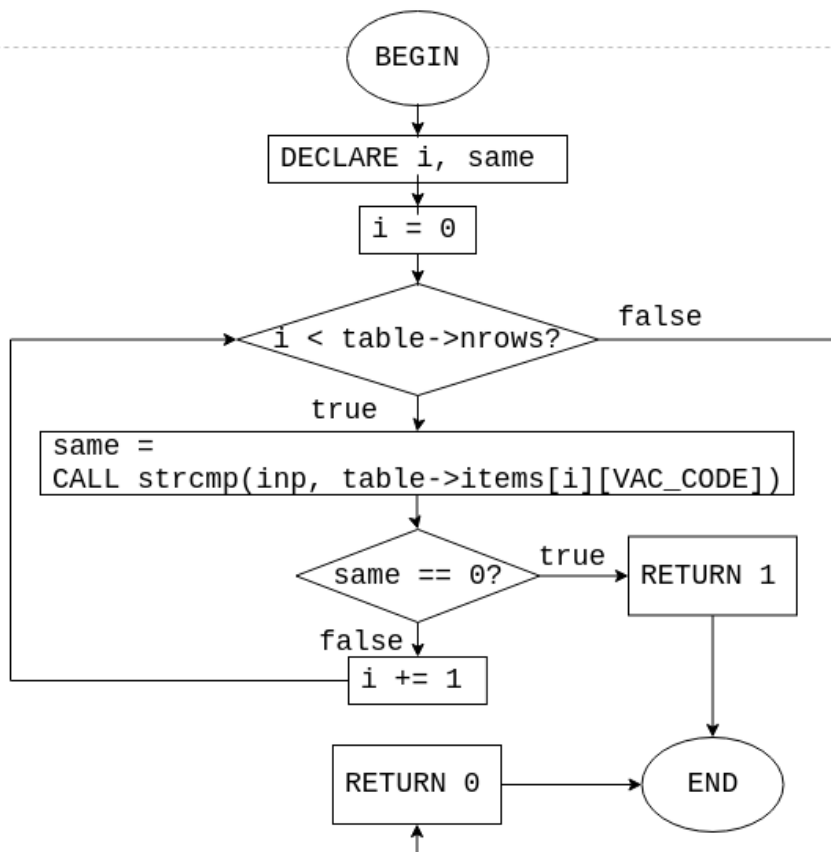 BEGIN
DECLARE i, same
i = 0
i < table->nrows?
false
true
same =
CALL strcmp(inp, table->items[i][VAC_CODE])
same == 0?
true
RETURN 1
false
i += 1
RETURN 0
END